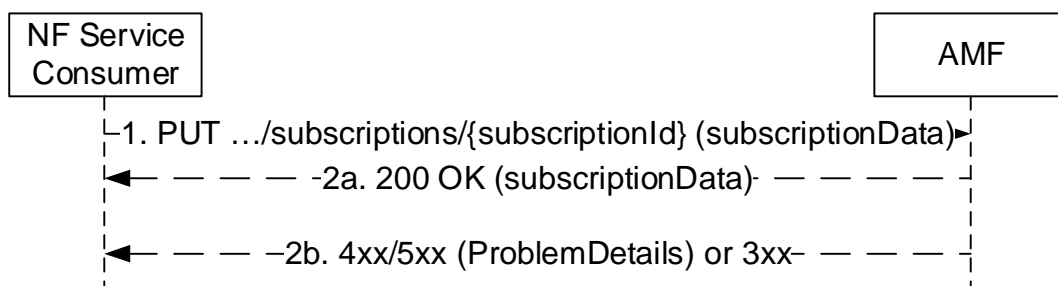 NF Service
Consumer
AMF
1. PUT …/subscriptions/{subscriptionId} (subscriptionData)
2a. 200 OK (subscriptionData)
2b. 4xx/5xx (ProblemDetails) or 3xx